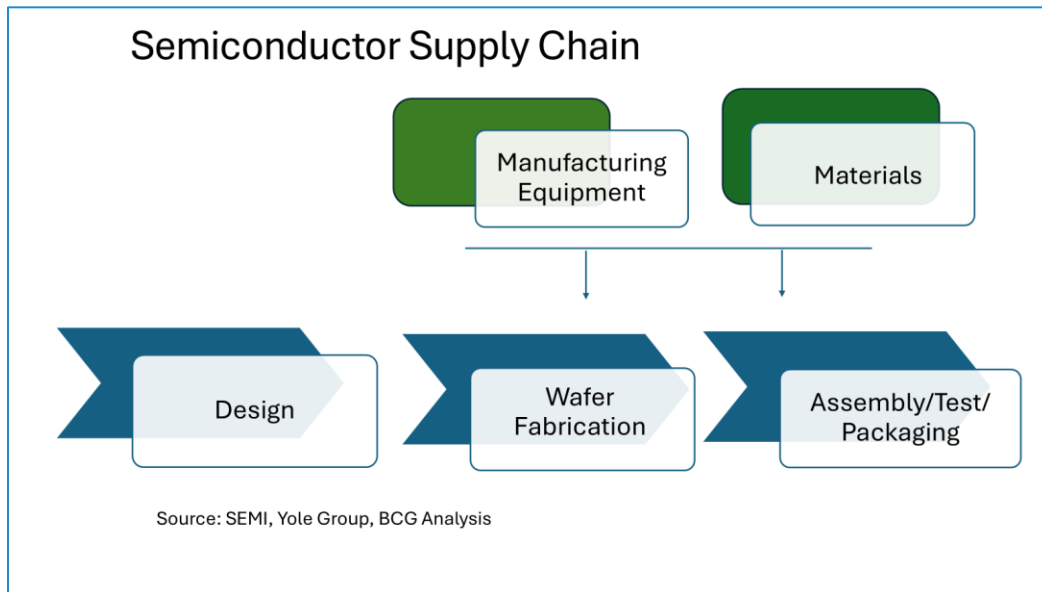 Semiconductor Supply Chain
Manufacturing
Equipment
Materials
Design
Wafer
Fabrication
Assembly/Test/
Packaging
Source: SEMI, Yole Group, BCG Analysis